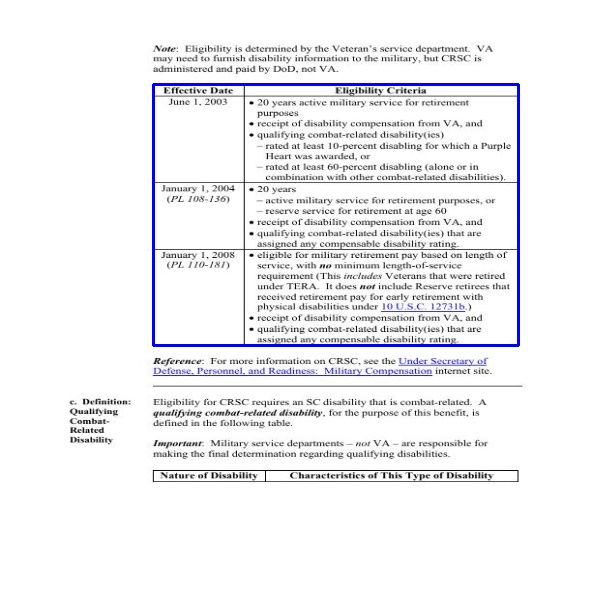 Note:  Eligibility is determined by the Veteran's service department.  VA
may need to furnish disability information to the military, but CRSC is
administered and paid by DoD, not VA.
Effective Date Eligibility Criteria
June 1, 2003 • 20 years active military service for retirement
purposes
• receipt of disability compensation from VA, and
• qualifying combat-related disability(ies)
– rated at least 10-percent disabling for which a Purple
Heart was awarded, or
– rated at least 60-percent disabling (alone or in
combination with other combat-related disabilities).
January 1, 2004 • 20 years
(PL 108-136) – active military service for retirement purposes, or
– reserve service for retirement at age 60
• receipt of disability compensation from VA, and
• qualifying combat-related disability(ies) that are
assigned any compensable disability rating.
January 1, 2008 • eligible for military retirement pay based on length of
(PL 110-181) service, with no minimum length-of-service
requirement (This includes Veterans that were retired
under TERA.  It does not include Reserve retirees that
received retirement pay for early retirement with
physical disabilities under 10 U.S.C. 12731b.)
• receipt of disability compensation from VA, and
• qualifying combat-related disability(ies) that are
assigned any compensable disability rating.
Reference:  For more information on CRSC, see the Under Secretary of
Defense, Personnel, and Readiness:  Military Compensation internet site.
c.  Definition:
Qualifying
Combat-
Related
Disability
Eligibility for CRSC requires an SC disability that is combat-related.  A
qualifying combat-related disability, for the purpose of this benefit, is
defined in the following table.
Important:  Military service departments – not VA – are responsible for
making the final determination regarding qualifying disabilities.
Nature of Disability Characteristics of This Type of Disability